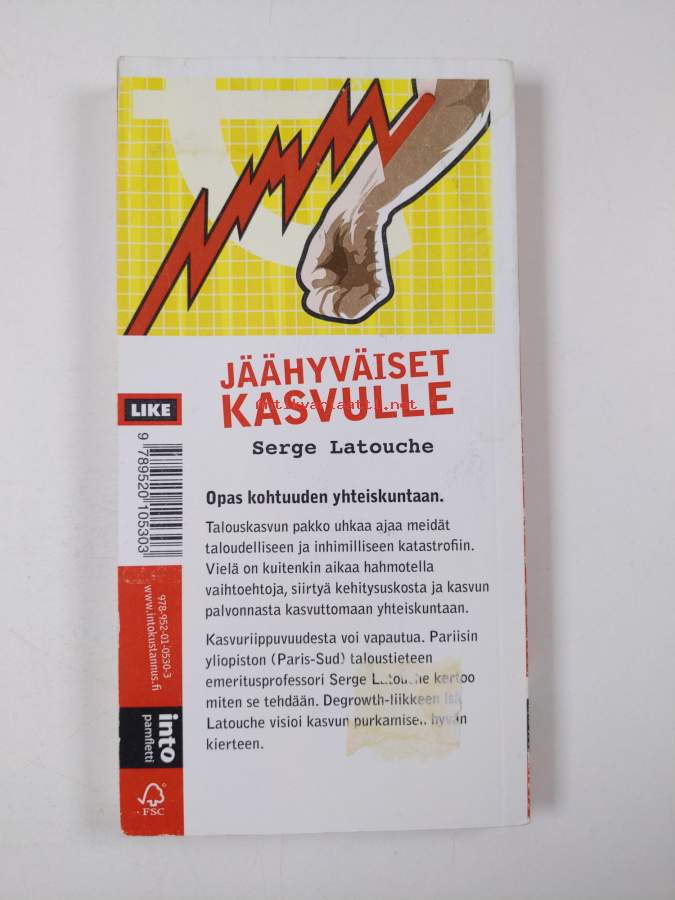 JÄÄHYVÄISET
KASVULLE
Antikvariaatti.net
Serge Latouche
LIKE
9 789520 105303
978-952-01-0530-3
www.intokustannus.fi
into
pamfletti
FSC
Opas kohtuuden yhteiskuntaan.
Talouskasvun pakko uhkaa ajaa meidät
taloudelliseen ja inhimilliseen katastrofiin.
Vielä on kuitenkin aikaa hahmotella
vaihtoehtoja, siirtyä kehitysuskosta ja kasvun
palvonnasta kasvuttomaan yhteiskuntaan.
Kasvuriippuvuudesta voi vapautua. Pariisin
yliopiston (Paris-Sud) taloustieteen
emeritusprofessori Serge Latouche kertoo
miten se tehdään. Degrowth-liikkeen isä
Latouche visioi kasvun purkamisen hyvän
kierteen.